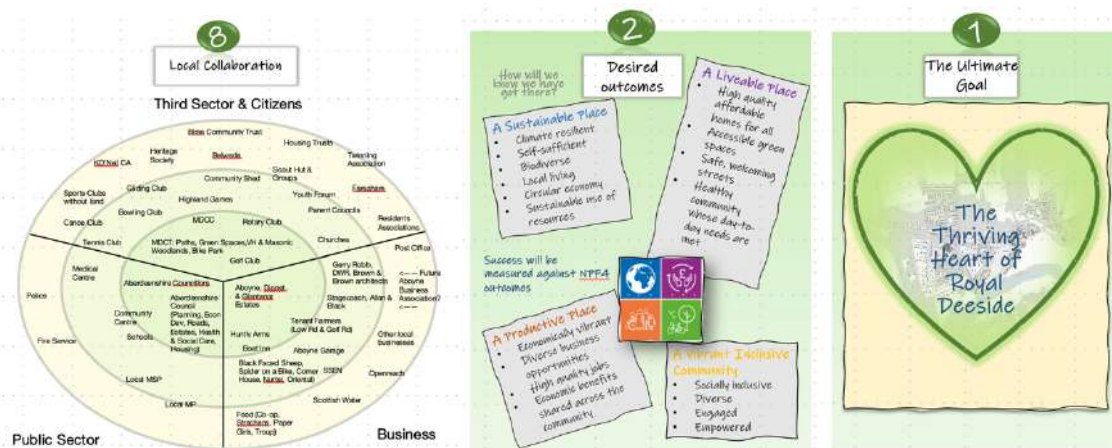 8
Local Collaboration
Third Sector & Citizens
Birse Community Trust
Housing Trusts
Heritage
Society
Belwade
Twinning
Association
Scout Hut &
Groups
Community Shed
Sports Clubs
without land
Gliding Club
Highland Games
Youth Forum
Bowling Club
Parent Councils
Canoe Club
MDCC
Rotary Club
Residents
Associations
Tennis Club
MDCT: Paths, Green Spaces,VH & Masonic
Woodlands, Bike Park
Churches
Post Office
Golf Club
Medical
Centre
Gerry Robb,
DWR, Brown &
Brown architects
<---- Future
Aboyne
Business
Association?
<----
Aberdeenshire Councillors
Police
Aberdeenshire
Council
(Planning, Econ
Dev, Roads,
Estates, Health
& Social Care,
Housing)
Aboyne, Dinnet,
& Glentanar
Estates
Stagecoach, Allan &
Black
Community
Centre
Tenant Farmers
(Low Rd & Golf Rd)
Fire Service
Schools
Huntly Arms
Other local
businesses
Boat Inn
Aboyne Garage
Black Faced Sheep,
Spider on a Bike, Corner
House, Nurture, Oriental)
SSEN
Openreach
Local MSP
Scottish Water
Local MP
Food (Co-op,
Strachans, Paper
Girls, Troup)
Public Sector
Business
2
Desired
outcomes
How will we
know we have
got there?
A Sustainable Place
• Climate resilient
• Self-sufficient
• Biodiverse
• Local living
• Circular economy
• Sustainable use of
resources
A Liveable Place
• High quality
affordable
homes for all
• Accessible green
spaces
• Safe, welcoming
streets
• Healthy
community
whose day-to-
day needs are
met
Success will be
measured against NPF4
outcomes
A Productive Place
• Economically vibrant
• Diverse business
opportunities
• High quality jobs
• Economic benefits
shared across the
community
A Vibrant Inclusive
Community
• Socially inclusive
• Diverse
• Engaged
• Empowered
1
The Ultimate
Goal
The
Thriving
Heart of
Royal
Deeside